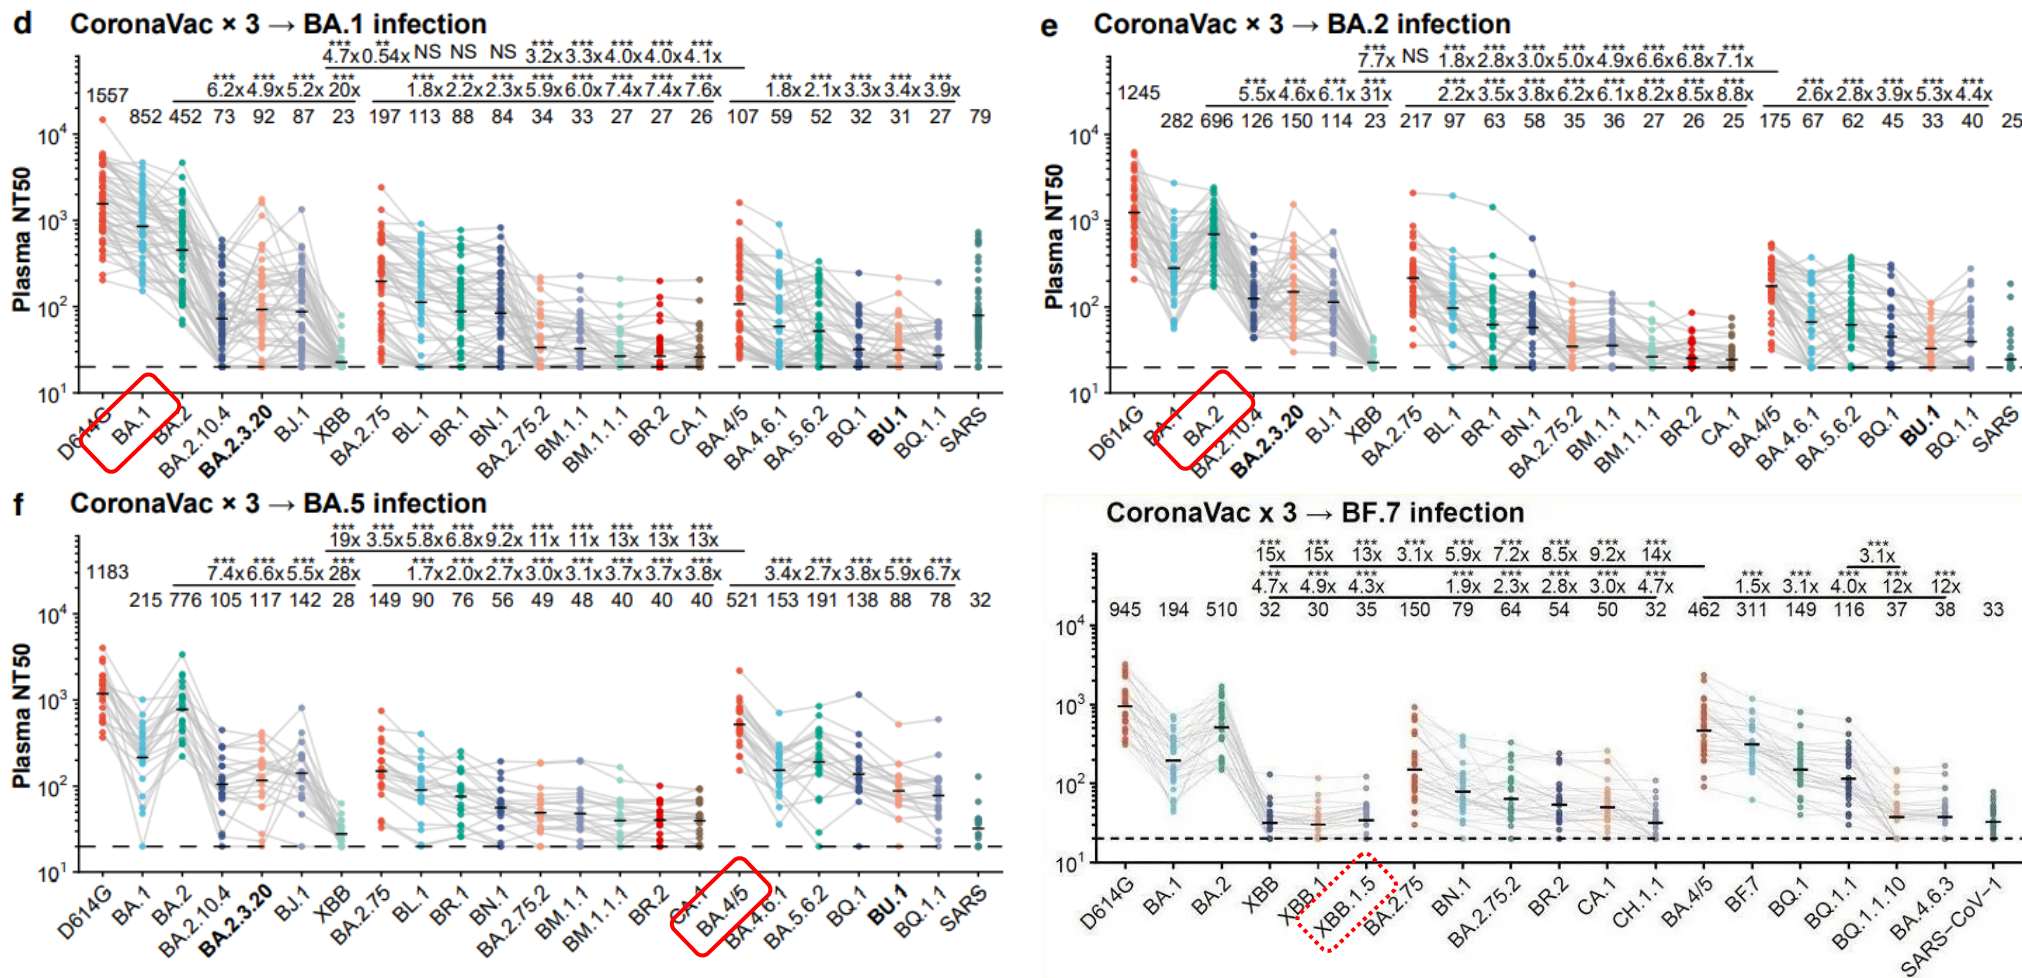 d CoronaVac × 3 → BA.1 infection
*** ** *** *** *** *** ***
4.7x 0.54x NS NS NS 3.2x 3.3x 4.0x 4.0x 4.1x
*** *** *** *** *** *** *** *** *** *** *** *** *** *** *** *** ***
6.2x 4.9x 5.2x 20x 1.8x 2.2x 2.3x 5.9x 6.0x 7.4x 7.4x 7.6x 1.8x 2.1x 3.3x 3.4x 3.9x
1557 852 452 73 92 87 23 197 113 88 84 34 33 27 27 26 107 59 52 32 31 27 79
Plasma NT50
10⁴
10³
10²
10¹
D614G BA.1 BA.2 BA.2.10.4 BA.2.3.20 BJ.1 XBB BA.2.75 BL.1 BR.1 BN.1 BA.2.75.2 BM.1.1 BM.1.1.1 BR.2 CA.1 BA.4/5 BA.4.6.1 BA.5.6.2 BQ.1 BU.1 BQ.1.1 SARS
e CoronaVac × 3 → BA.2 infection
*** *** *** *** *** *** *** *** ***
7.7x NS 1.8x 2.8x 3.0x 5.0x 4.9x 6.6x 6.8x 7.1x
*** *** *** *** *** *** *** *** *** *** *** *** *** *** *** *** ***
5.5x 4.6x 6.1x 31x 2.2x 3.5x 3.8x 6.2x 6.1x 8.2x 8.5x 8.8x 2.6x 2.8x 3.9x 5.3x 4.4x
1245 282 696 126 150 114 23 217 97 63 58 35 36 27 26 25 175 67 62 45 33 40 25
Plasma NT50
10⁴
10³
10²
10¹
D614G BA.1 BA.2 BA.2.10.4 BA.2.3.20 BJ.1 XBB BA.2.75 BL.1 BR.1 BN.1 BA.2.75.2 BM.1.1 BM.1.1.1 BR.2 CA.1 BA.4/5 BA.4.6.1 BA.5.6.2 BQ.1 BU.1 BQ.1.1 SARS
f CoronaVac × 3 → BA.5 infection
*** *** *** *** *** *** *** *** *** ***
19x 3.5x 5.8x 6.8x 9.2x 11x 11x 13x 13x 13x
*** *** *** *** *** *** *** *** *** *** *** *** *** *** *** *** ***
7.4x 6.6x 5.5x 28x 1.7x 2.0x 2.7x 3.0x 3.1x 3.7x 3.7x 3.8x 3.4x 2.7x 3.8x 5.9x 6.7x
1183 215 776 105 117 142 28 149 90 76 56 49 48 40 40 40 521 153 191 138 88 78 32
Plasma NT50
10⁴
10³
10²
10¹
D614G BA.1 BA.2 BA.2.10.4 BA.2.3.20 BJ.1 XBB BA.2.75 BL.1 BR.1 BN.1 BA.2.75.2 BM.1.1 BM.1.1.1 BR.2 CA.1 BA.4/5 BA.4.6.1 BA.5.6.2 BQ.1 BU.1 BQ.1.1 SARS
CoronaVac x 3 → BF.7 infection
*** *** *** *** *** *** *** *** *** ***
15x 15x 13x 3.1x 5.9x 7.2x 8.5x 9.2x 14x 3.1x
*** *** *** *** *** *** *** *** *** *** *** *** ***
4.7x 4.9x 4.3x 1.9x 2.3x 2.8x 3.0x 4.7x 1.5x 3.1x 4.0x 12x 12x
945 194 510 32 30 35 150 79 64 54 50 32 462 311 149 116 37 38 33
10⁴
10³
10²
10¹
D614G BA.1 BA.2 XBB XBB.1 XBB.1.5 BA.2.75 BN.1 BA.2.75.2 BR.2 CA.1 CH.1.1 BA.4/5 BF.7 BQ.1 BQ.1.1 BQ.1.1.10 BA.4.6.3 SARS−CoV−1